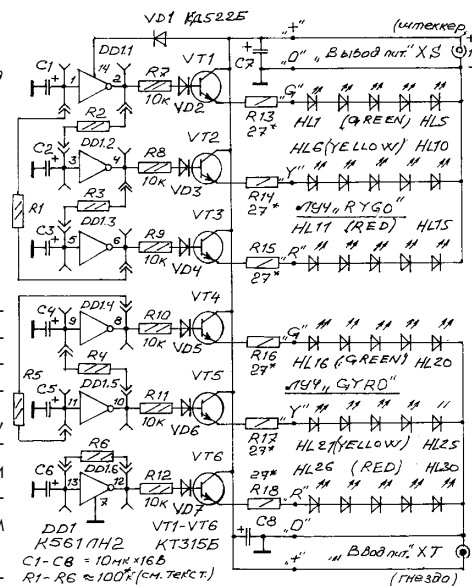 VD1 КД522Б
"+" (штеккер)
C1 + DD1.1 14 1 2
R7 10к VD2 VT1
C7 + "0" "Вывод пит." XS
R2 R13 27* "G" HL1 (GREEN) HL5
DD1.2 C2 + 3 4
R8 10к VD3 VT2
HL6 (YELLOW) HL10
R14 27* "Y"
R3 ЛУЧ "RYGO"
R1 DD1.3 C3 + 5 6
R9 10к VD4 VT3
HL11 (RED) HL15
R15 27* "R"
C4 + DD1.4 9 8
R10 10к VD5 VT4
R16 27* "G" HL16 (GREEN) HL20
R5 R4 ЛУЧ "GYRO"
C5 + DD1.5 11 10
R11 10к VD6 VT5
R17 27* "Y" HL21 (YELLOW) HL25
R6 DD1.6 C6 + 13 12 7
R12 10к VD7 VT6
27* R18 "R" HL26 (RED) HL30
C8 + "0"
"Ввод пит." XT
"+" (гнездо)
DD1
К561ЛН2
VT1-VT6
КТ315Б
C1-C8 = 10мк×16В
R1-R6 ≈ 100к (см. текст.)